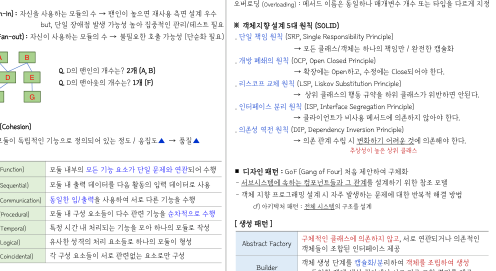 -In] : 자신을 사용하는 모듈의 수 → 팬인이 높으면 재사용 측면 설계 우수
but, 단일 장애점 발생 가능성 높아 집중적인 관리/테스트 필요
Fan-out) : 자신이 사용하는 모듈의 수 → 불필요한 호출 가능성 (단순화 필요)
A
B
D
E
G
Q. D의 팬인의 개수는? 2개 (A, B)
Q. D의 팬아웃은 개수는? 1개 (F)
[Cohesion]
모듈이 독립적인 기능으로 정의되어 있는 정도 / 응집도▲ → 품질▲
Function) 모듈 내부의 모든 기능 요소가 단일 문제와 연관되어 수행
Sequential) 모듈 내 출력 데이터를 다음 활동의 입력 데이터로 사용
Communication) 동일한 입/출력을 사용하여 서로 다른 기능을 수행
Procedural) 모듈 내 구성 요소들이 다수 관련 기능을 순차적으로 수행
Temporal) 특정 시간 내 처리되는 기능을 모아 하나의 모듈로 작성
Logical) 유사한 성격의 처리 요소들로 하나의 모듈이 형성
Coincidental) 각 구성 요소들이 서로 관련없는 요소로만 구성
오버로딩 (Overloading) : 메서드 이름은 동일하나 매개변수 개수 또는 타입을 다르게 지정
※ 객체지향 설계 5대 원칙 (SOLID)
. 단일 책임 원칙 (SRP, Single Responsibility Principle)
→ 모든 클래스/객체는 하나의 책임만 / 완전한 캡슐화
. 개방 폐쇄의 원칙 (OCP, Open Closed Principle)
→ 확장에는 Open하고, 수정에는 Close되어야 한다.
. 리스코프 교체 원칙 (LSP, Liskov Substitution Principle)
→ 상위 클래스의 행동 규약을 하위 클래스가 위반하면 안된다.
. 인터페이스 분리 원칙 (ISP, Interface Segregation Principle)
→ 클라이언트가 비사용 메서드에 의존하지 않아야 한다.
. 의존성 역전 원칙 (DIP, Dependency Inversion Principle)
→ 의존 관계 수립 시 변화하기 어려운 것에 의존해야 한다.
추상성이 높은 상위 클래스
■ 디자인 패턴 : GoF [Gang of Four] 처음 제안하여 구체화
- 서브시스템에 속하는 컴포넌트들과 그 관계를 설계하기 위한 참조 모델
- 객체 지향 프로그래밍 설계 시 자주 발생하는 문제에 대한 반복적 해결 방법
cf) 아키텍처 패턴 : 전체 시스템의 구조를 설계
[ 생성 패턴 ]
Abstract Factory 구체적인 클래스에 의존하지 않고, 서로 연관되거나 의존적인
객체들의 조합된 인터페이스 제공
Builder 객체 생성 단계를 캡슐화/분리하여 객체를 조립하여 생성